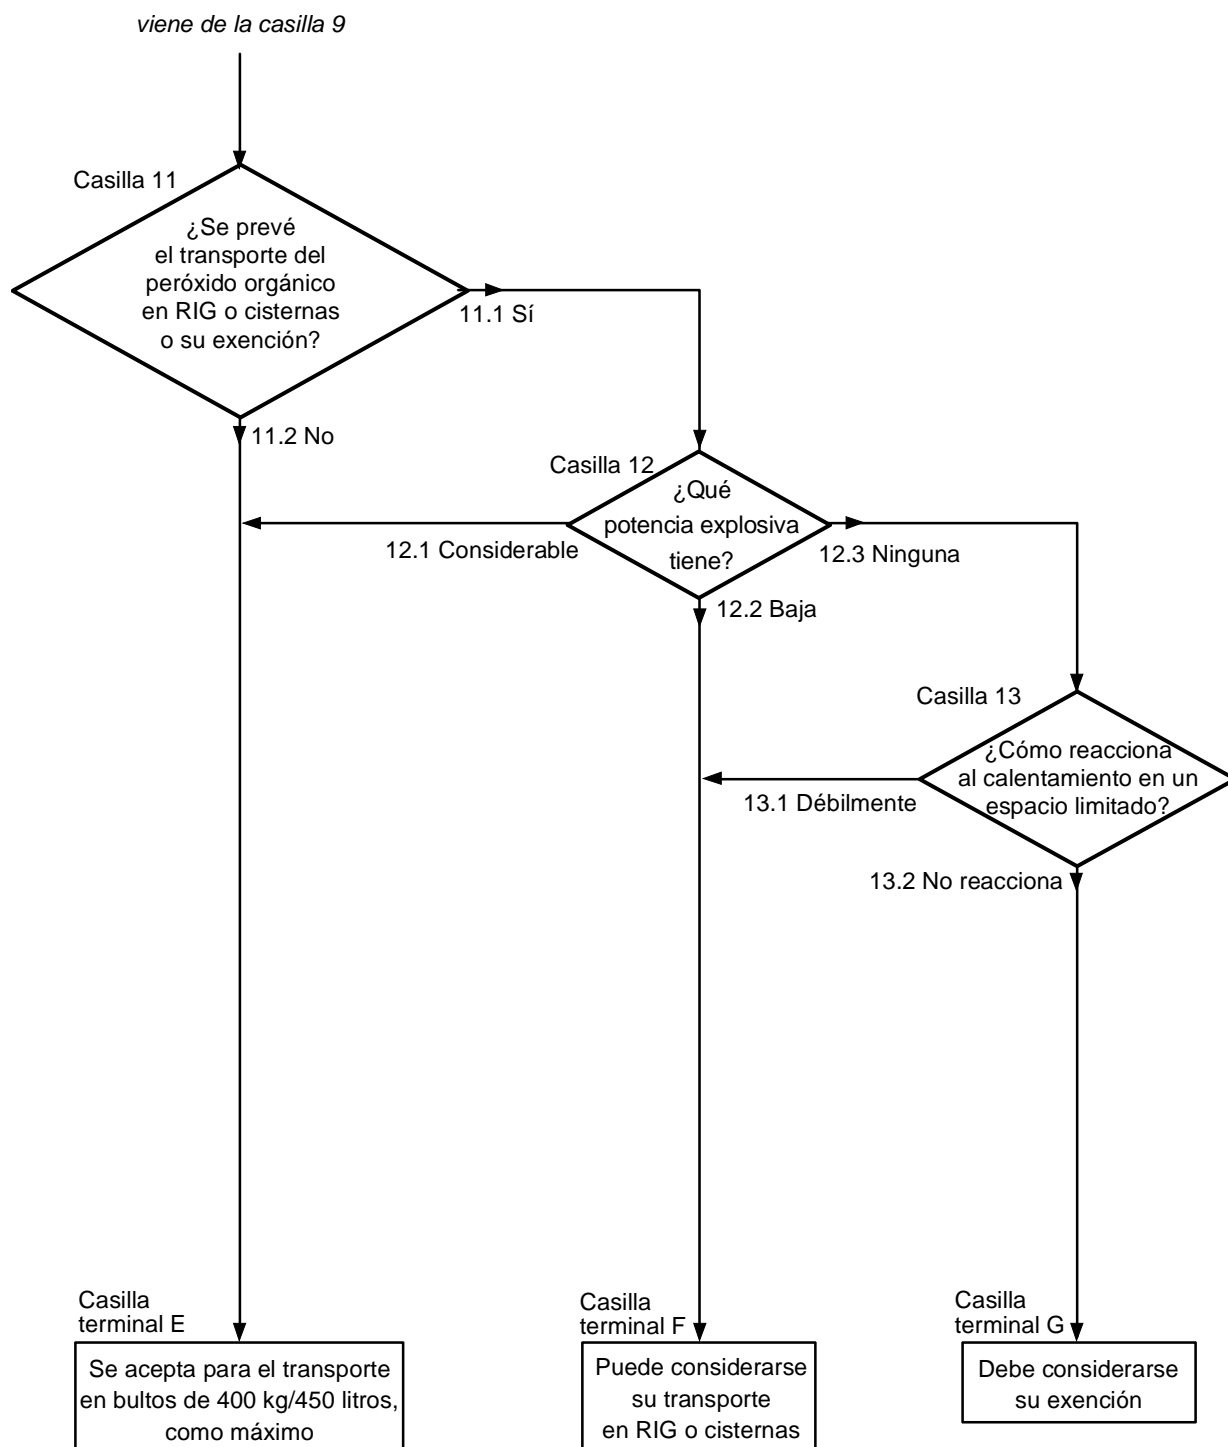 viene de la casilla 9
Casilla 11
¿Se prevé
el transporte del
peróxido orgánico
en RIG o cisternas
o su exención?
11.1 Sí
11.2 No
Casilla 12
¿Qué
potencia explosiva
tiene?
12.1 Considerable
12.3 Ninguna
12.2 Baja
Casilla 13
¿Cómo reacciona
al calentamiento en un
espacio limitado?
13.1 Débilmente
13.2 No reacciona
Casilla
terminal E
Se acepta para el transporte
en bultos de 400 kg/450 litros,
como máximo
Casilla
terminal F
Puede considerarse
su transporte
en RIG o cisternas
Casilla
terminal G
Debe considerarse
su exención